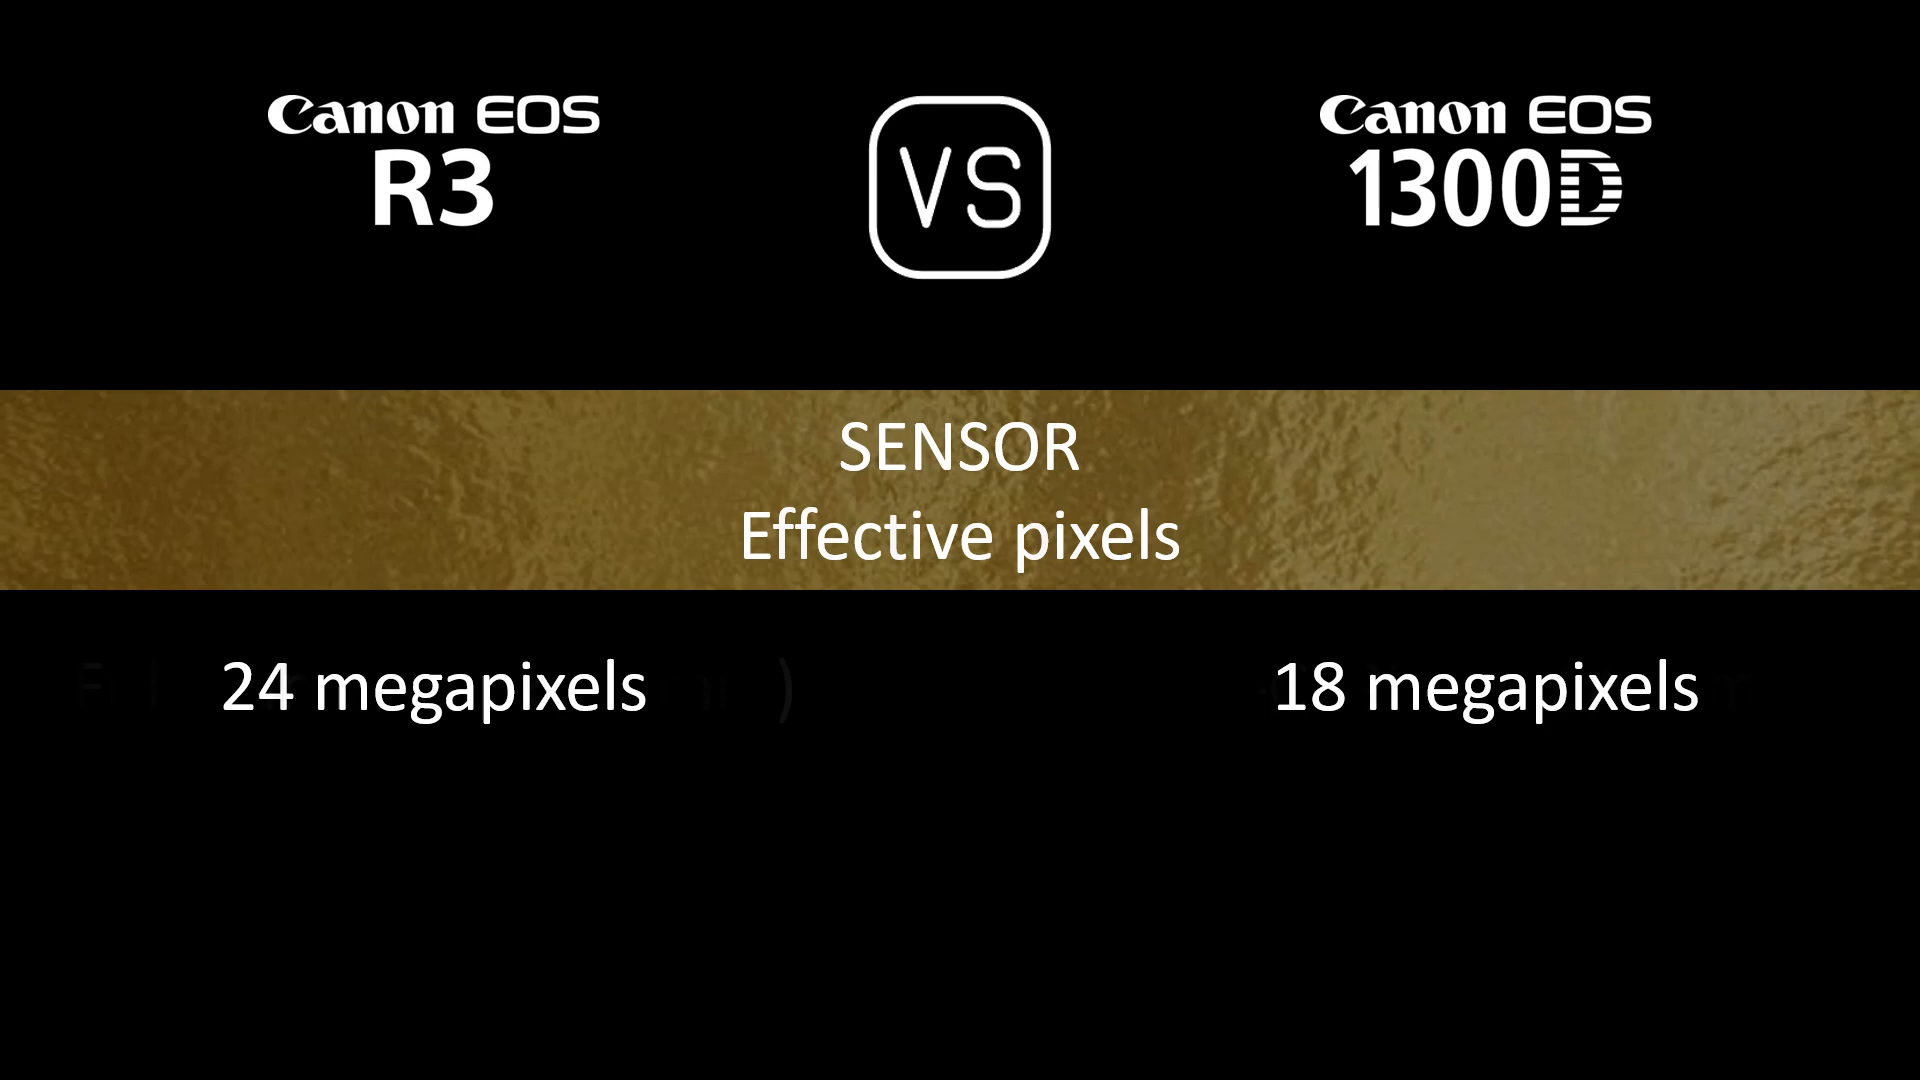 Canon EOS
R3
VS
Canon EOS
1300D
SENSOR
Effective pixels
24 megapixels
18 megapixels